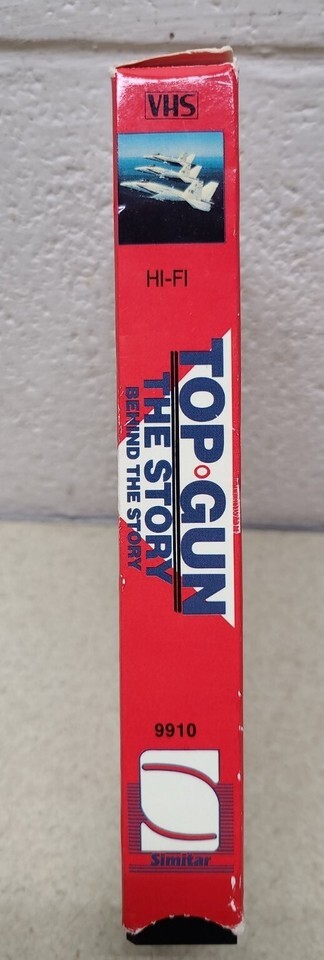 VHS
HI-FI
TOP GUN
THE STORY
BEHIND THE STORY
9910
Simitar